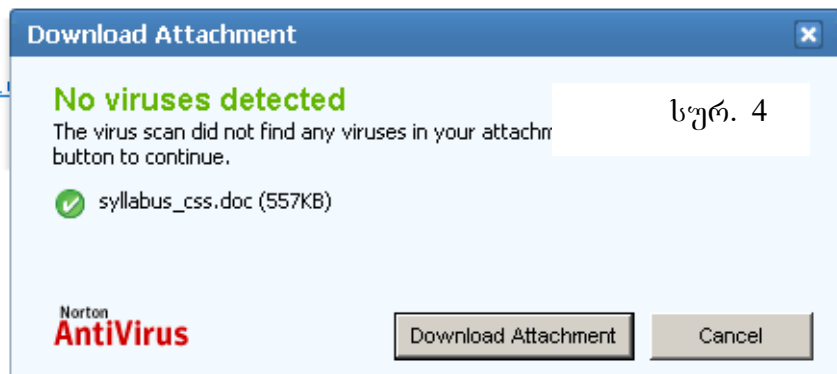 Download Attachment
No viruses detected
სურ. 4
The virus scan did not find any viruses in your
button to continue.
syllabus_css.doc (557KB)
Norton
AntiVirus
Download Attachment
Cancel